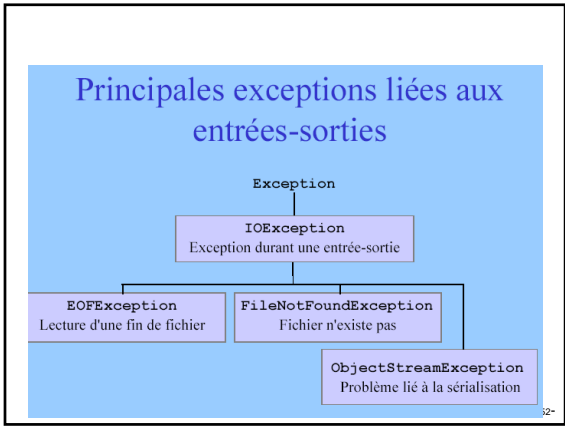 Principales exceptions liées aux
entrées-sorties
Exception
IOException
Exception durant une entrée-sortie
EOFException
Lecture d'une fin de fichier
FileNotFoundException
Fichier n'existe pas
ObjectStreamException
Problème lié à la sérialisation